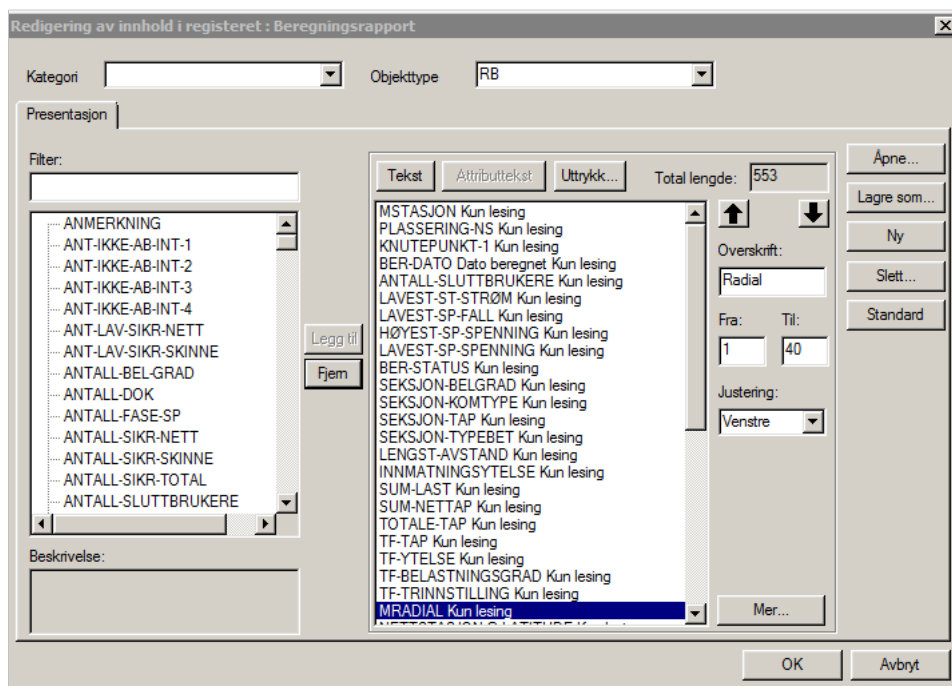 Redigering av innhold i registeret : Beregningsrapport
Kategori
Objekttype
RB
Presentasjon
Filter:
ANMERKNING
ANT-IKKE-AB-INT-1
ANT-IKKE-AB-INT-2
ANT-IKKE-AB-INT-3
ANT-IKKE-AB-INT-4
ANT-LAV-SIKR-NETT
ANT-LAV-SIKR-SKINNE
ANTALL-BEL-GRAD
ANTALL-DOK
ANTALL-FASE-SP
ANTALL-SIKR-NETT
ANTALL-SIKR-SKINNE
ANTALL-SIKR-TOTAL
ANTALL-SLUTTBRUKERE
Beskrivelse:
Legg til
Fjern
Tekst
Attributtekst
Uttrykk...
Total lengde:
553
MSTASJON Kun lesing
PLASSERING-NS Kun lesing
KNUTEPUNKT-1 Kun lesing
BER-DATO Dato beregnet Kun lesing
ANTALL-SLUTTBRUKERE Kun lesing
LAVEST-ST-STRØM Kun lesing
LAVEST-SP-FALL Kun lesing
HØYEST-SP-SPENNING Kun lesing
LAVEST-SP-SPENNING Kun lesing
BER-STATUS Kun lesing
SEKSJON-BELGRAD Kun lesing
SEKSJON-KOMTYPE Kun lesing
SEKSJON-TAP Kun lesing
SEKSJON-TYPEBET Kun lesing
LENGST-AVSTAND Kun lesing
INNMATNINGSYTELSE Kun lesing
SUM-LAST Kun lesing
SUM-NETTAP Kun lesing
TOTALE-TAP Kun lesing
TF-TAP Kun lesing
TF-YTELSE Kun lesing
TF-BELASTNINGSGRAD Kun lesing
TF-TRINNSTILLING Kun lesing
MRADIAL Kun lesing
Overskrift:
Radial
Fra: Til:
1 40
Justering:
Venstre
Mer...
Åpne...
Lagre som...
Ny
Slett...
Standard
OK
Avbryt